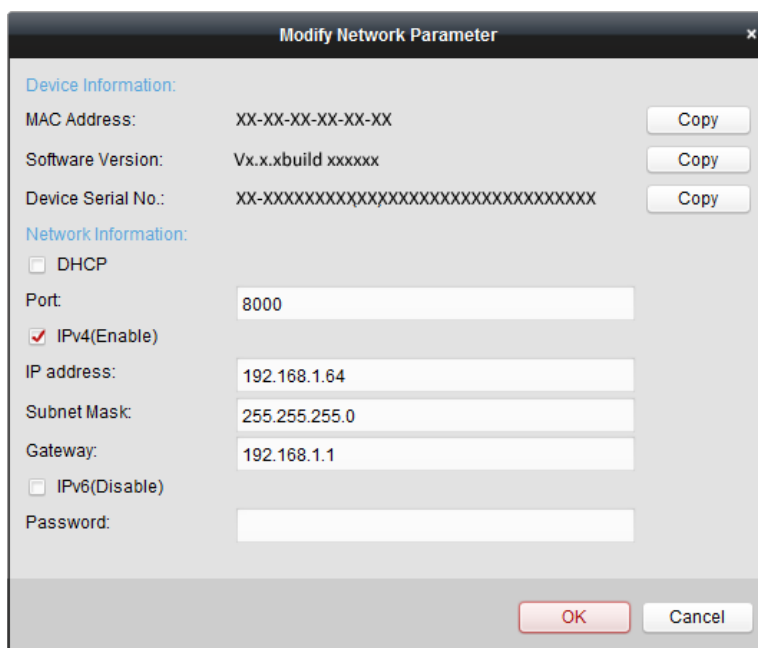 Modify Network Parameter ×
Device Information:
MAC Address: XX-XX-XX-XX-XX-XX Copy
Software Version: Vx.x.xbuild xxxxxx Copy
Device Serial No.: XX-XXXXXXXXXXXXXXXXXXXXXXXXXXXXXXXX Copy
Network Information:
DHCP
Port: 8000
IPv4(Enable)
IP address: 192.168.1.64
Subnet Mask: 255.255.255.0
Gateway: 192.168.1.1
IPv6(Disable)
Password:
OK Cancel